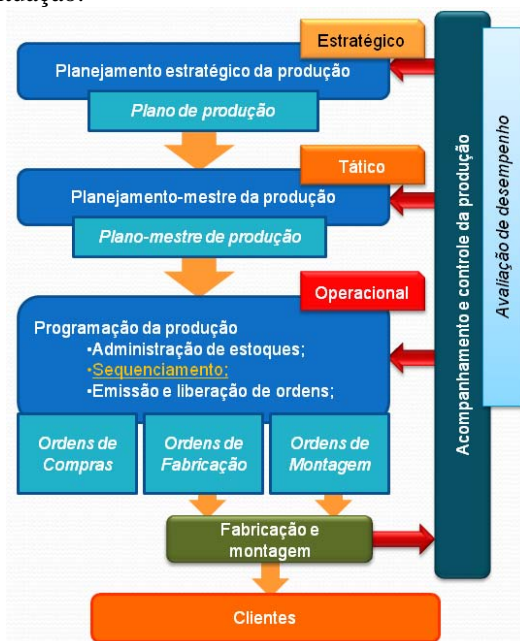 Estratégico
Planejamento estratégico da produção
Plano de produção
Tático
Planejamento-mestre da produção
Plano-mestre de produção
Operacional
Programação da produção
▪Administração de estoques;
▪Sequenciamento;
▪Emissão e liberação de ordens;
Ordens de
Compras
Ordens de
Fabricação
Ordens de
Montagem
Fabricação e
montagem
Clientes
Acompanhamento e controle da produção
Avaliação de desempenho